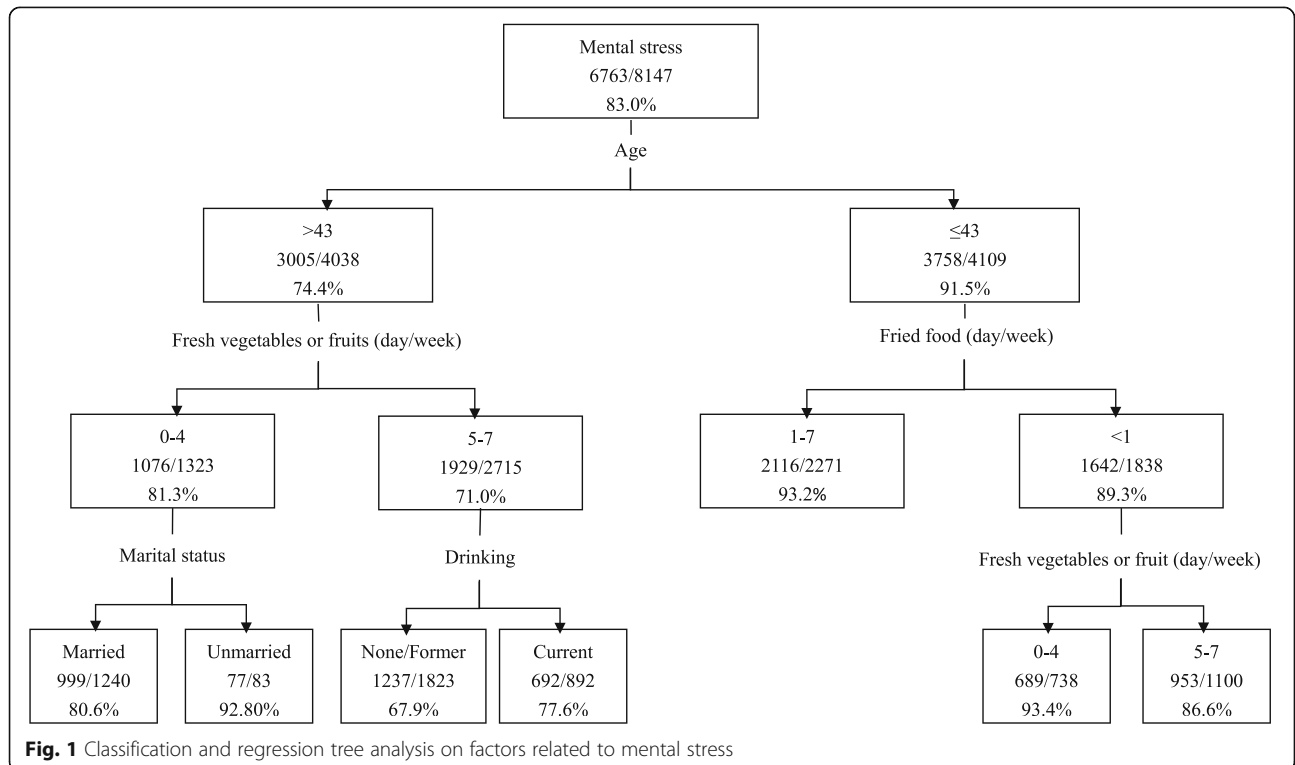 Mental stress
6763/8147
83.0%
Age
>43
3005/4038
74.4%
≤43
3758/4109
91.5%
Fresh vegetables or fruits (day/week)
Fried food (day/week)
0-4
1076/1323
81.3%
5-7
1929/2715
71.0%
1-7
2116/2271
93.2%
<1
1642/1838
89.3%
Marital status
Drinking
Fresh vegetables or fruit (day/week)
Married
999/1240
80.6%
Unmarried
77/83
92.80%
None/Former
1237/1823
67.9%
Current
692/892
77.6%
0-4
689/738
93.4%
5-7
953/1100
86.6%
Fig. 1 Classification and regression tree analysis on factors related to mental stress